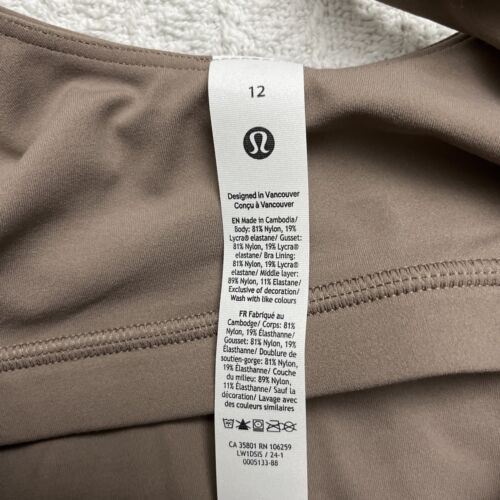 12
Designed in Vancouver
Conçu à Vancouver
EN Made in Cambodia/
Body: 81% Nylon, 19%
Lycra® elastane/ Gusset:
81% Nylon, 19% Lycra®
elastane/ Bra Lining:
81% Nylon, 19% Lycra®
elastane/ Middle layer:
89% Nylon, 11% Elastane/
Exclusive of decoration/
Wash with like colours
FR Fabriqué au
Cambodge/ Corps: 81%
Nylon, 19% Élasthanne/
Gousset: 81% Nylon, 19%
Élasthanne/ Doublure de
soutien-gorge: 81% Nylon,
19% Élasthanne/ Couche
du milieu: 89% Nylon,
11% Élasthanne/ Sauf la
décoration/ Lavage avec
des couleurs similaires
CA 35801 RN 106259
LW1DSIS / 24-1
0005133-88